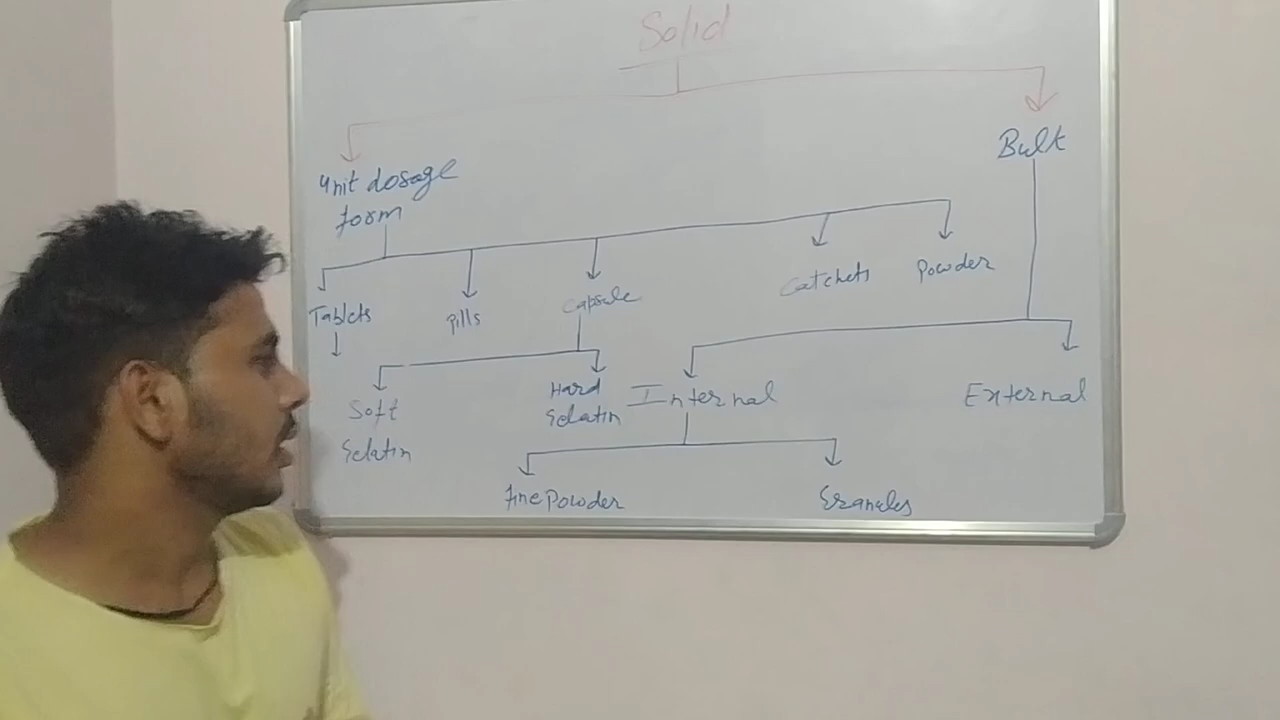 Solid
Bulk
Unit dosage
form
Tablets
Pills
Capsule
Catchets
Powder
Soft
Gelatin
Hard
Gelatin
Internal
External
Fine Powder
Granules